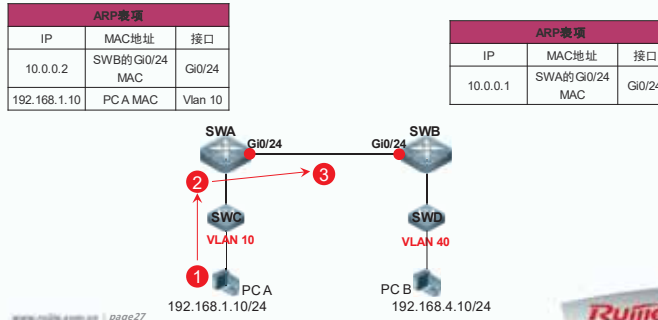 ARP表项
IP MAC地址 接口
10.0.0.2 SWB的Gi0/24 MAC Gi0/24
192.168.1.10 PC A MAC Vlan 10
ARP表项
IP MAC地址 接口
10.0.0.1 SWA的Gi0/24 MAC Gi0/24
SWA
Gi0/24
Gi0/24
SWB
2
3
SWC
VLAN 10
SWD
VLAN 40
1
PC A
192.168.1.10/24
PC B
192.168.4.10/24
page27
Ruijie